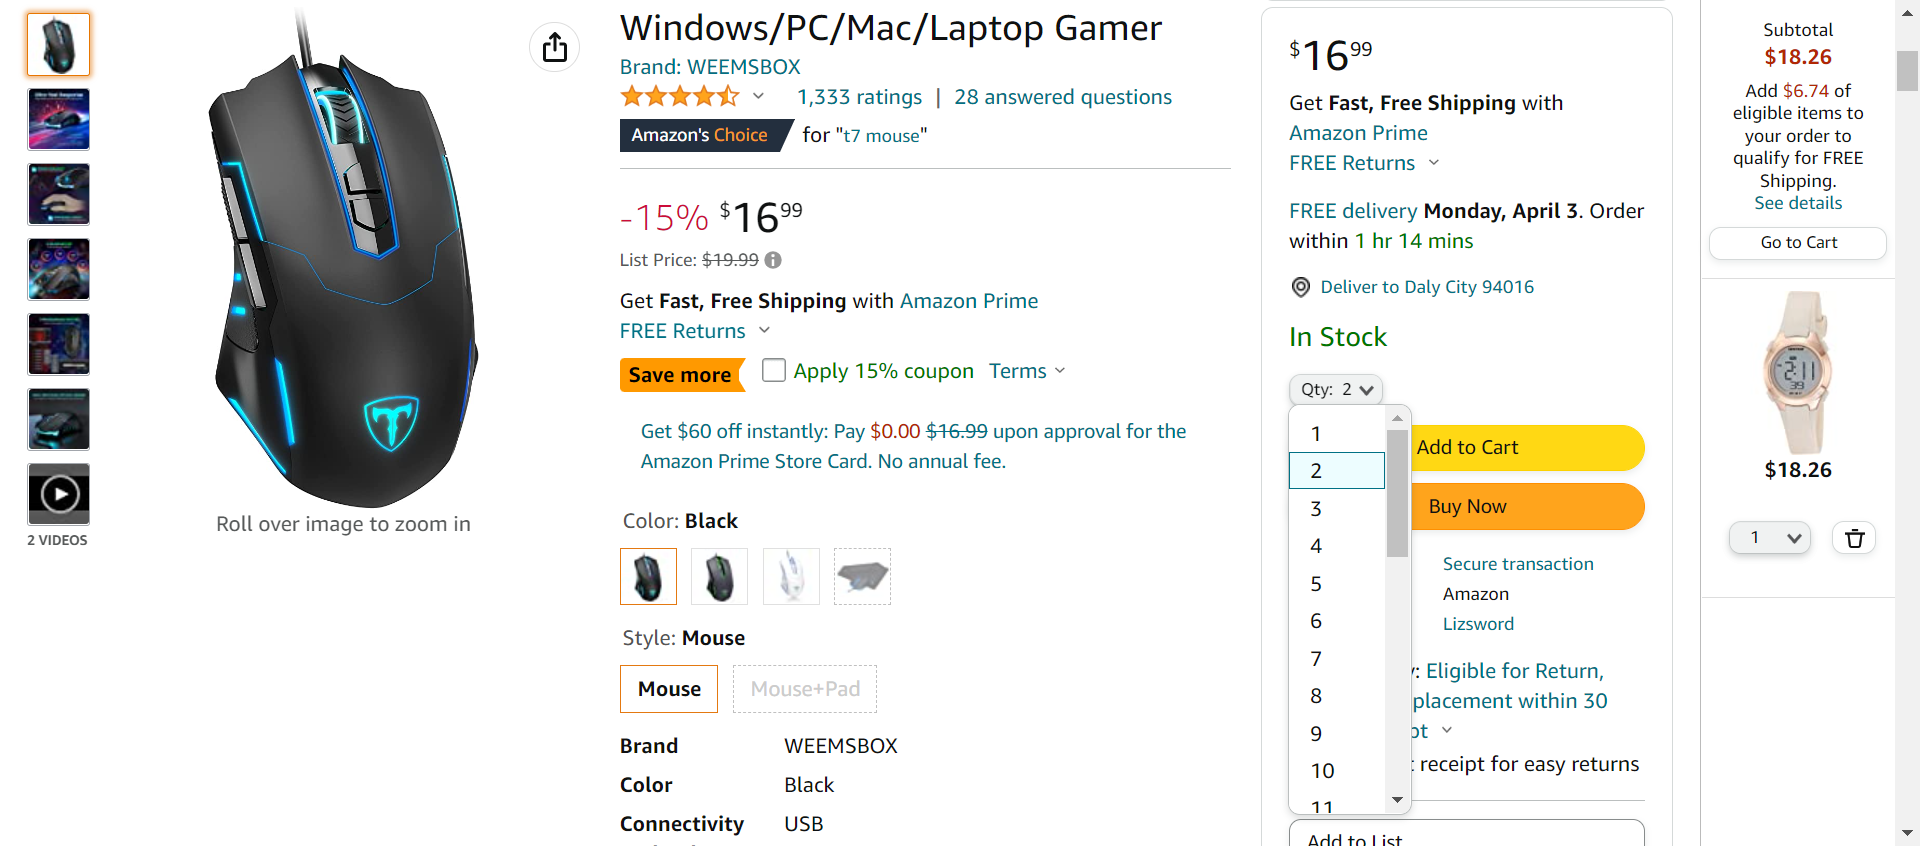 2 VIDEOS
Roll over image to zoom in
Windows/PC/Mac/Laptop Gamer
Brand: WEEMSBOX
1,333 ratings | 28 answered questions
Amazon's Choice for "t7 mouse"
-15% $16 99
List Price: $19.99
Get Fast, Free Shipping with Amazon Prime
FREE Returns
Save more Apply 15% coupon Terms
Get $60 off instantly: Pay $0.00 $16.99 upon approval for the
Amazon Prime Store Card. No annual fee.
Color: Black
Style: Mouse
Mouse Mouse+Pad
Brand WEEMSBOX
Color Black
Connectivity USB
$16 99
Get Fast, Free Shipping with
Amazon Prime
FREE Returns
FREE delivery Monday, April 3. Order
within 1 hr 14 mins
Deliver to Daly City 94016
In Stock
Qty: 2
1
2
3
4
5
6
7
8
9
10
11
Add to Cart
Buy Now
Secure transaction
Amazon
Lizsword
Eligible for Return,
placement within 30
receipt for easy returns
Add to List
Subtotal
$18.26
Add $6.74 of
eligible items to
your order to
qualify for FREE
Shipping.
See details
Go to Cart
2:11
39
$18.26
1